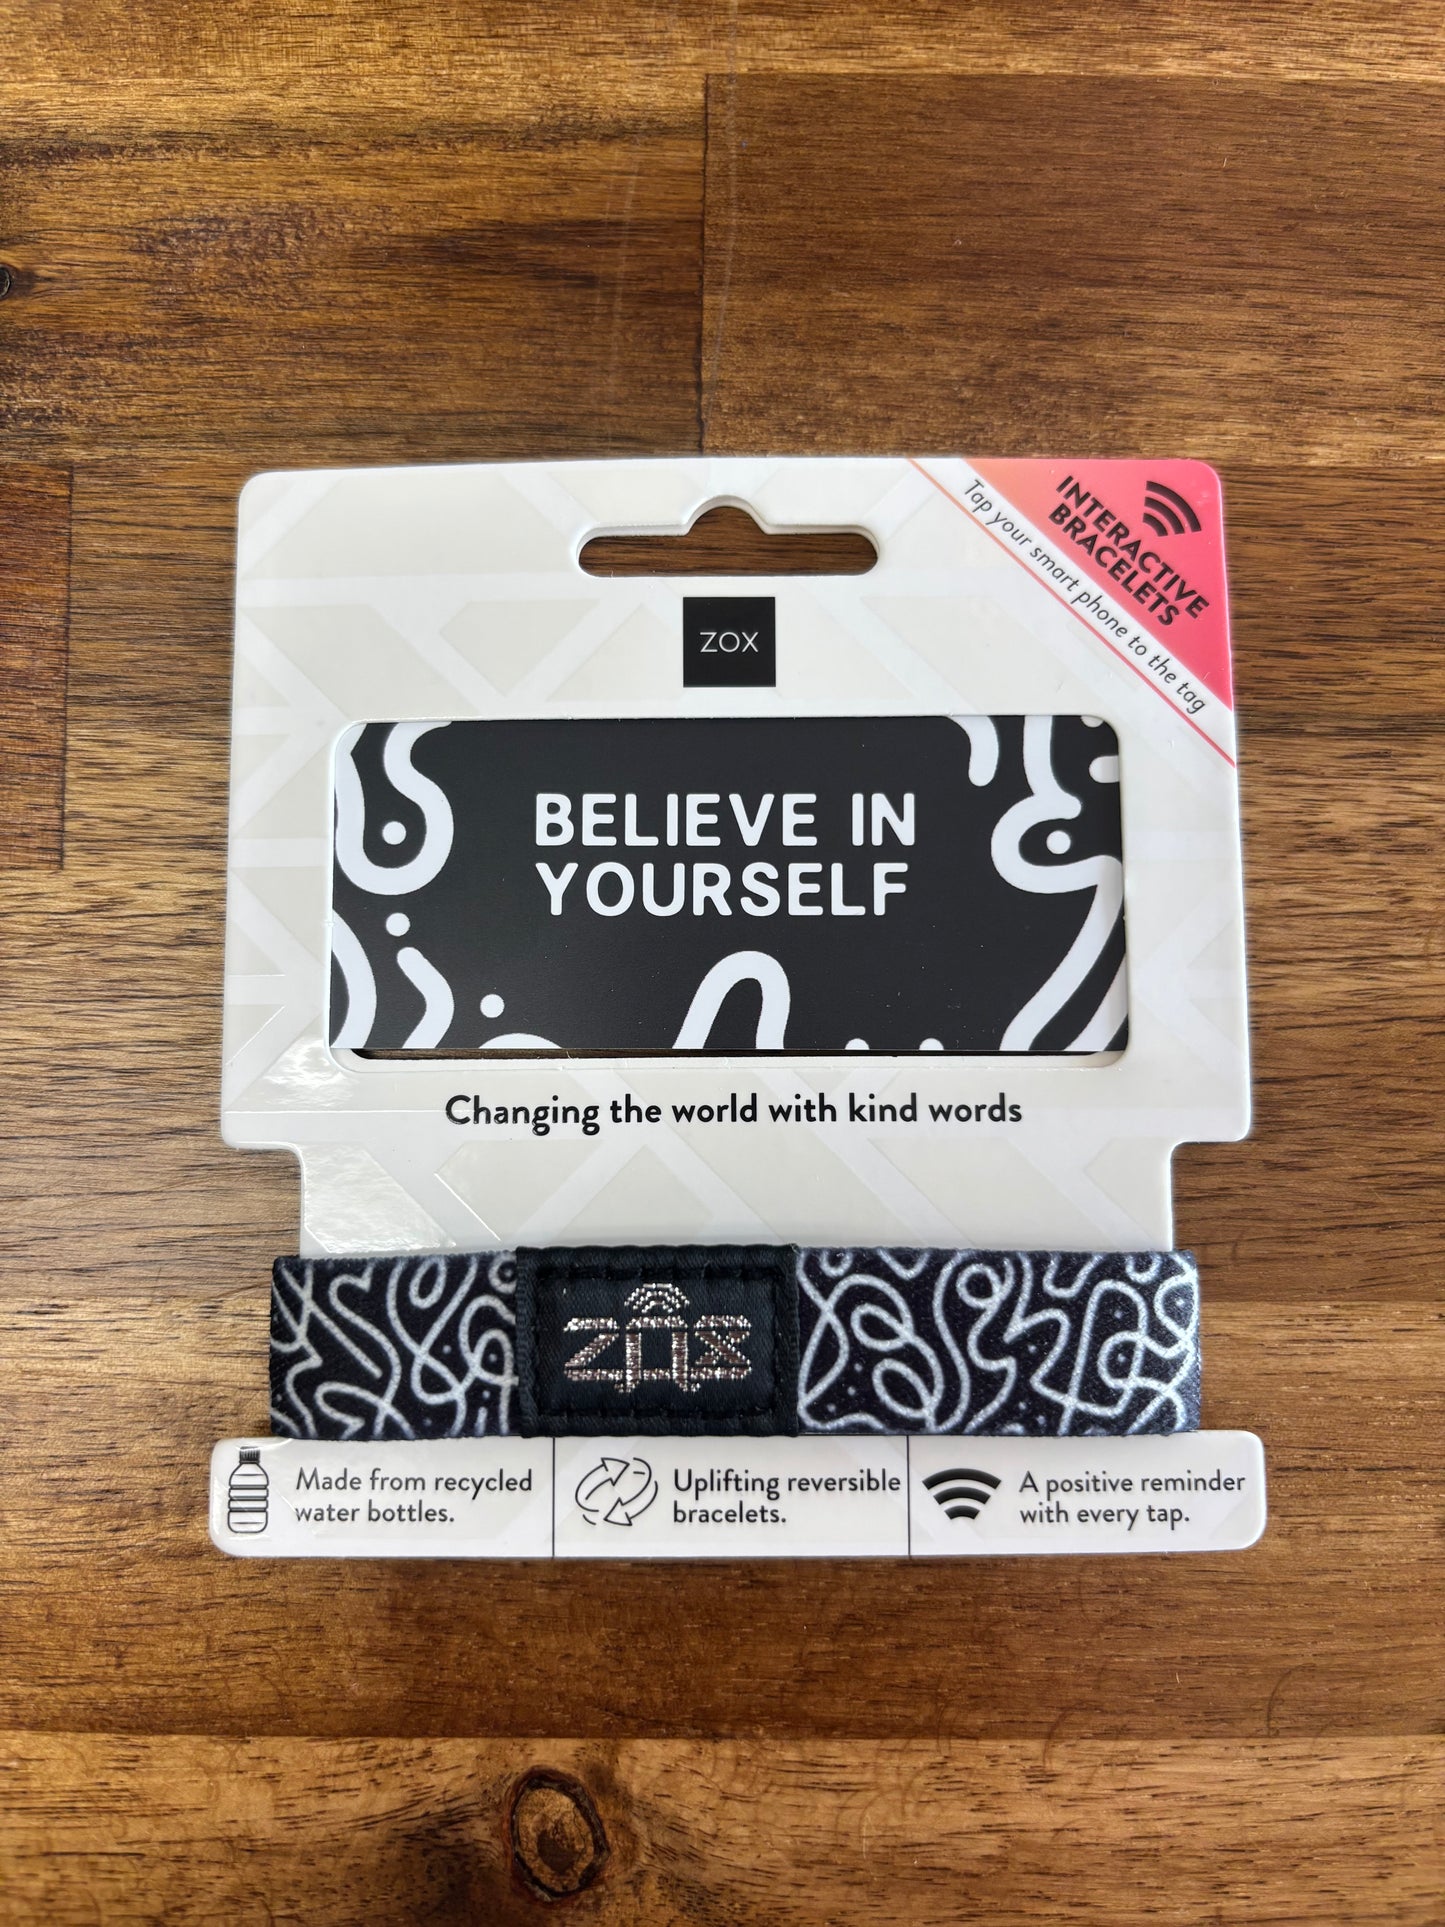 INTERACTIVE
BRACELETS
Tap your smart phone to the tag
ZOX
BELIEVE IN
YOURSELF
Changing the world with kind words
ZOX
Made from recycled
water bottles.
Uplifting reversible
bracelets.
A positive reminder
with every tap.